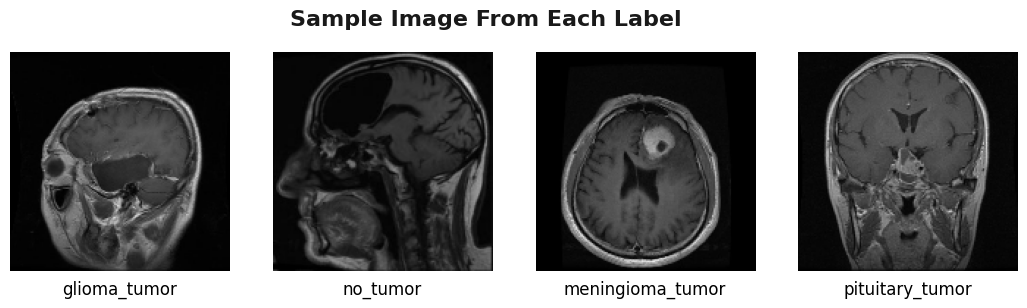 Sample Image From Each Label
glioma_tumor
no_tumor
meningioma_tumor
pituitary_tumor